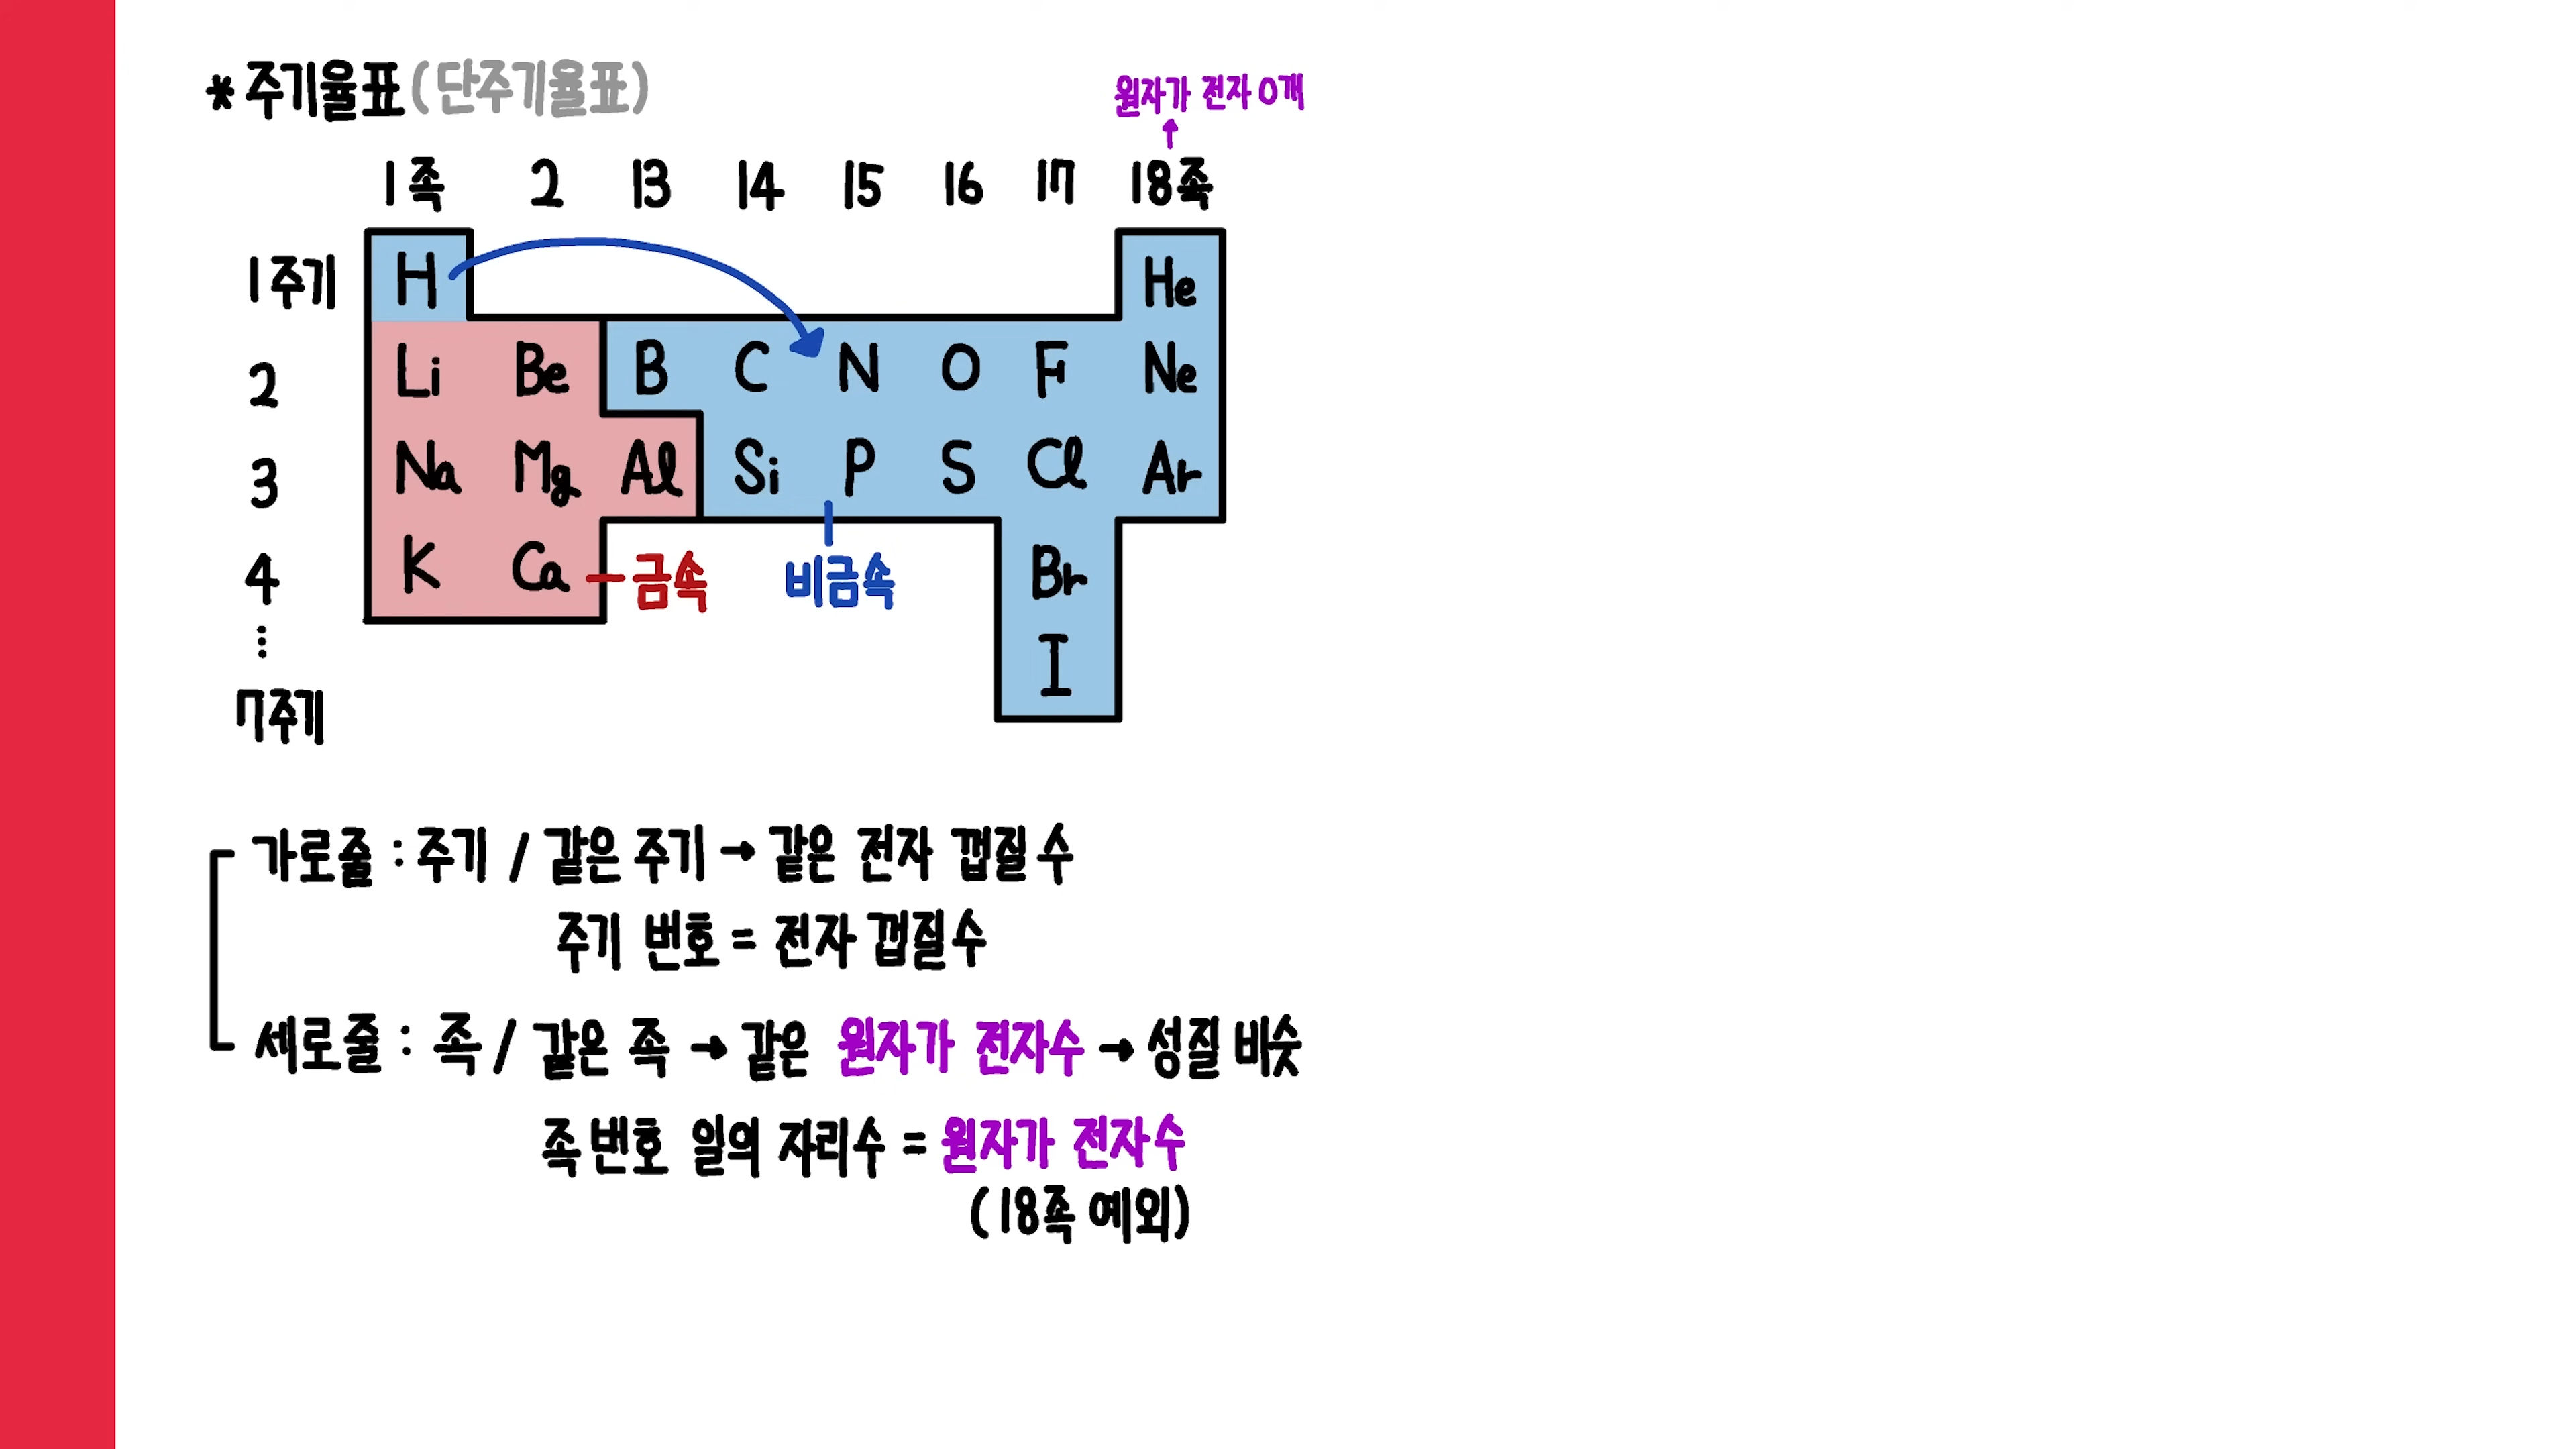 *주기율표(단주기율표)
원자가 전자 0개
↑
1족 2 13 14 15 16 17 18족
1주기 H He
2 Li Be B C N O F Ne
3 Na Mg Al Si P S Cl Ar
4 K Ca 금속 비금속 Br
⋮ I
7주기
가로줄 : 주기 / 같은 주기 → 같은 전자 껍질 수
주기 번호 = 전자 껍질 수
세로줄 : 족 / 같은 족 → 같은 원자가 전자수 → 성질 비슷
족 번호 일의 자리수 = 원자가 전자수
(18족 예외)